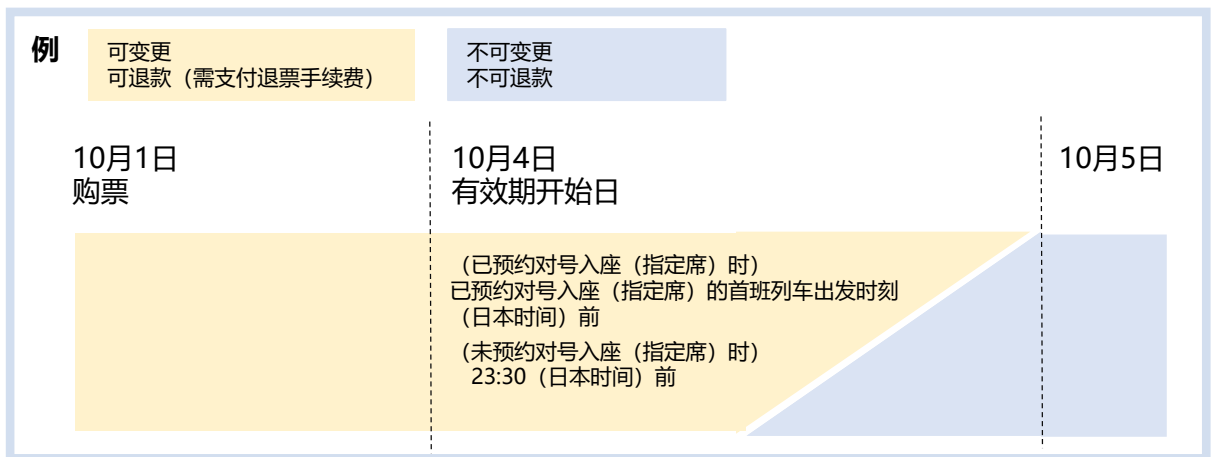 例
可变更
可退款（需支付退票手续费）
不可变更
不可退款
10月1日
购票
10月4日
有效期开始日
10月5日
（已预约对号入座（指定席）时）
已预约对号入座（指定席）的首班列车出发时刻
（日本时间）前
（未预约对号入座（指定席）时）
23:30（日本时间）前